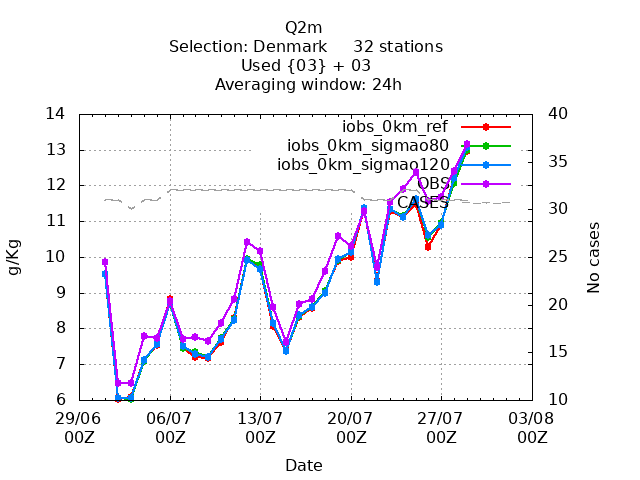 Q2m
Selection: Denmark 32 stations
Used {03} + 03
Averaging window: 24h
g/Kg
14
13
12
11
10
9
8
7
6
iobs_0km_ref
iobs_0km_sigmao80
iobs_0km_sigmao120
OBS
CASES
40
35
30
25
20
15
10
No cases
29/06 06/07 13/07 20/07 27/07 03/08
00Z 00Z 00Z 00Z 00Z 00Z
Date